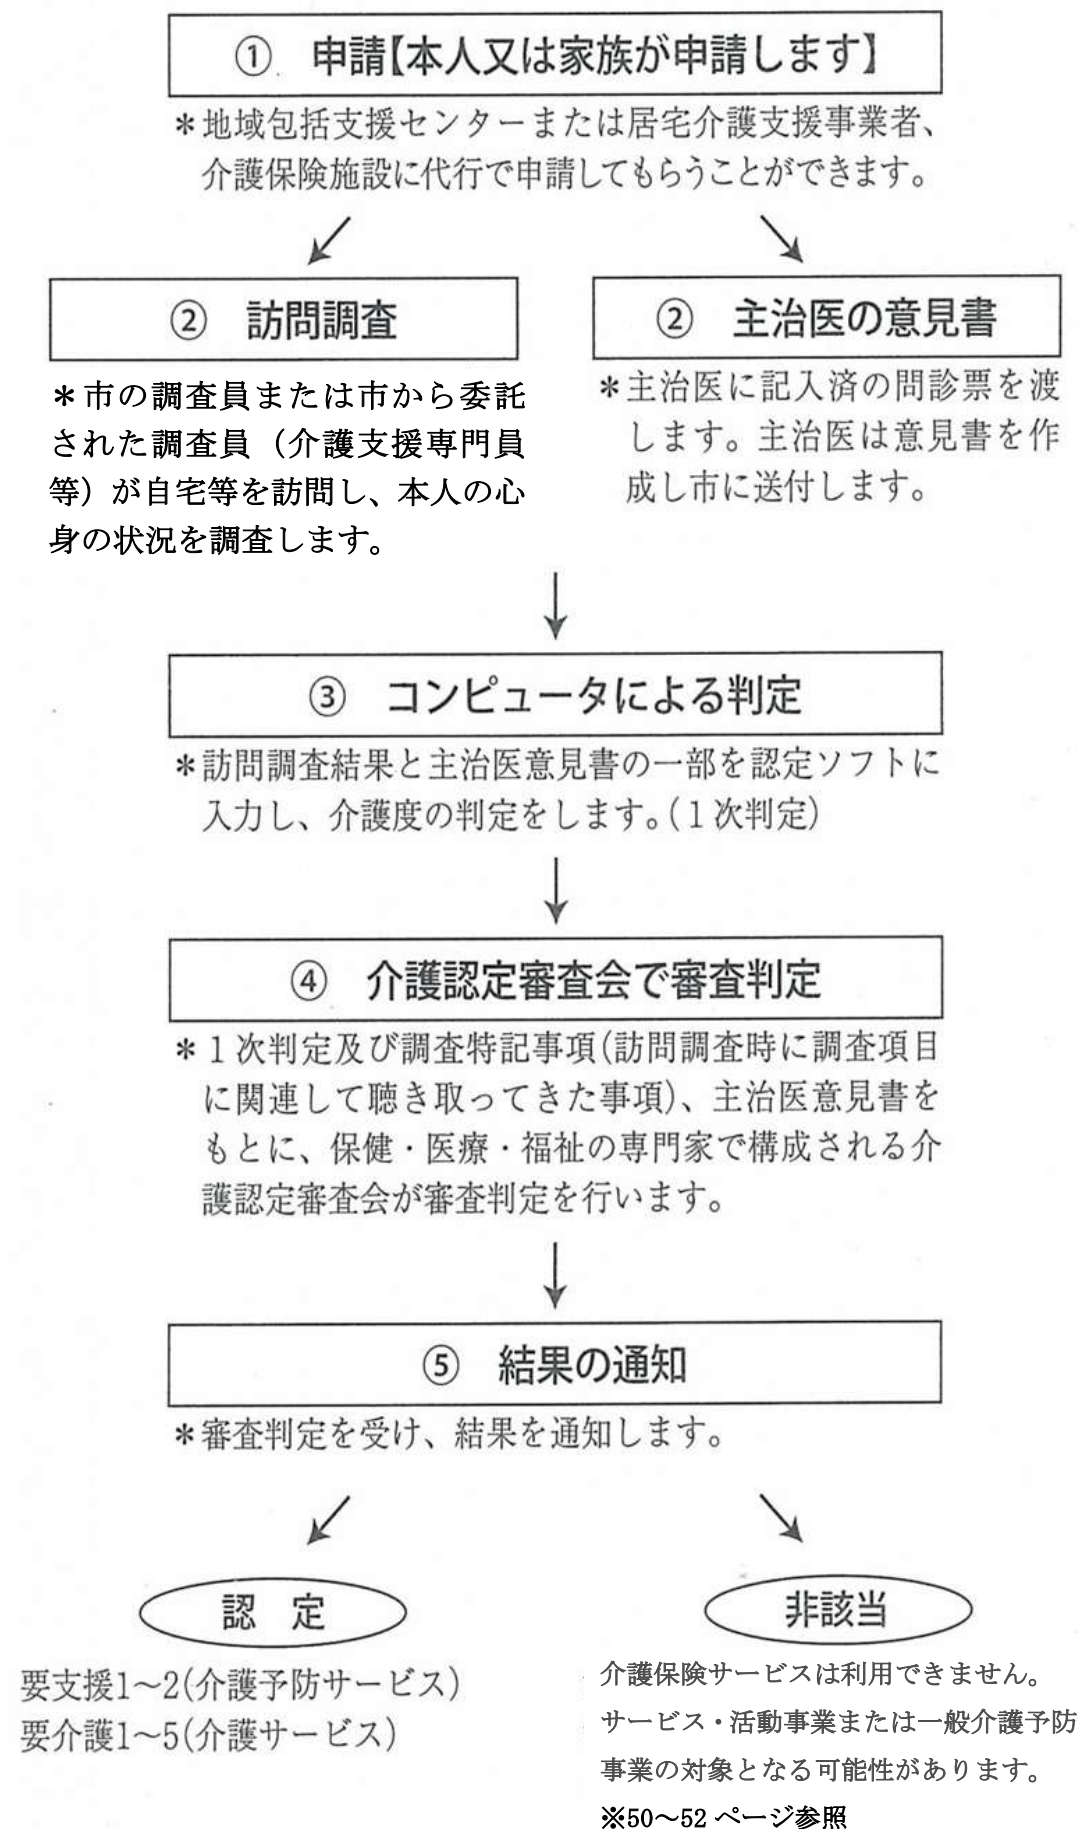 ① 申請【本人又は家族が申請します】
＊地域包括支援センターまたは居宅介護支援事業者、
介護保険施設に代行で申請してもらうことができます。
② 訪問調査
＊市の調査員または市から委託
された調査員（介護支援専門員
等）が自宅等を訪問し、本人の心
身の状況を調査します。
② 主治医の意見書
＊主治医に記入済の問診票を渡
します。主治医は意見書を作
成し市に送付します。
③ コンピュータによる判定
＊訪問調査結果と主治医意見書の一部を認定ソフトに
入力し、介護度の判定をします。(１次判定)
④ 介護認定審査会で審査判定
＊１次判定及び調査特記事項(訪問調査時に調査項目
に関連して聴き取ってきた事項)、主治医意見書を
もとに、保健・医療・福祉の専門家で構成される介
護認定審査会が審査判定を行います。
⑤ 結果の通知
＊審査判定を受け、結果を通知します。
認 定
要支援1～2(介護予防サービス)
要介護1～5(介護サービス)
非該当
介護保険サービスは利用できません。
サービス・活動事業または一般介護予防
事業の対象となる可能性があります。
※50～52 ページ参照